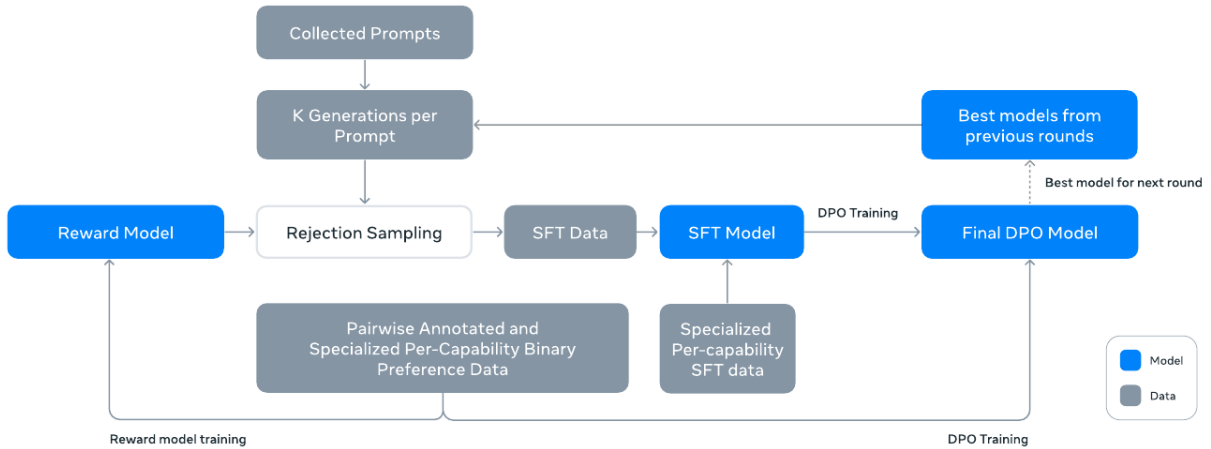 Collected Prompts
K Generations per
Prompt
Best models from
previous rounds
Best model for next round
Reward Model
Rejection Sampling
SFT Data
SFT Model
DPO Training
Final DPO Model
Pairwise Annotated and
Specialized Per-Capability Binary
Preference Data
Specialized
Per-capability
SFT data
Model
Data
Reward model training
DPO Training